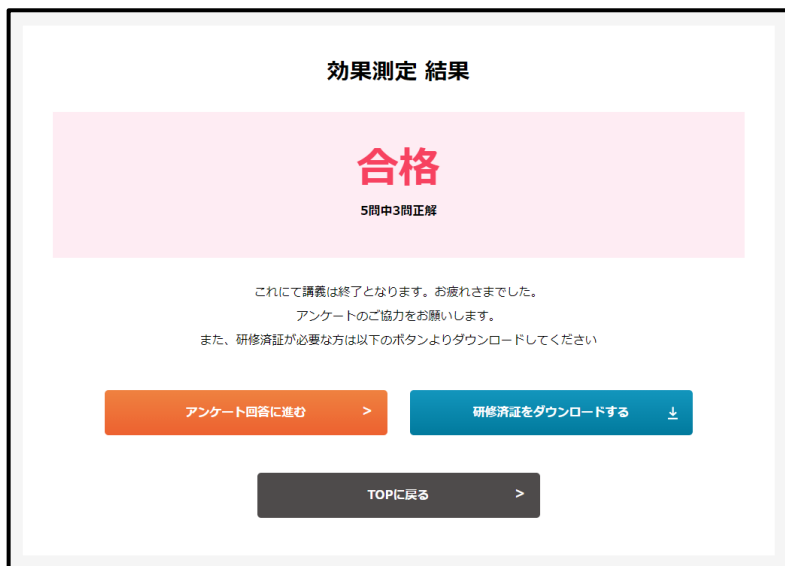 効果測定 結果
合格
5問中3問正解
これにて講義は終了となります。お疲れさまでした。
アンケートのご協力をお願いします。
また、研修済証が必要な方は以下のボタンよりダウンロードしてください
アンケート回答に進む >
研修済証をダウンロードする
TOPに戻る >